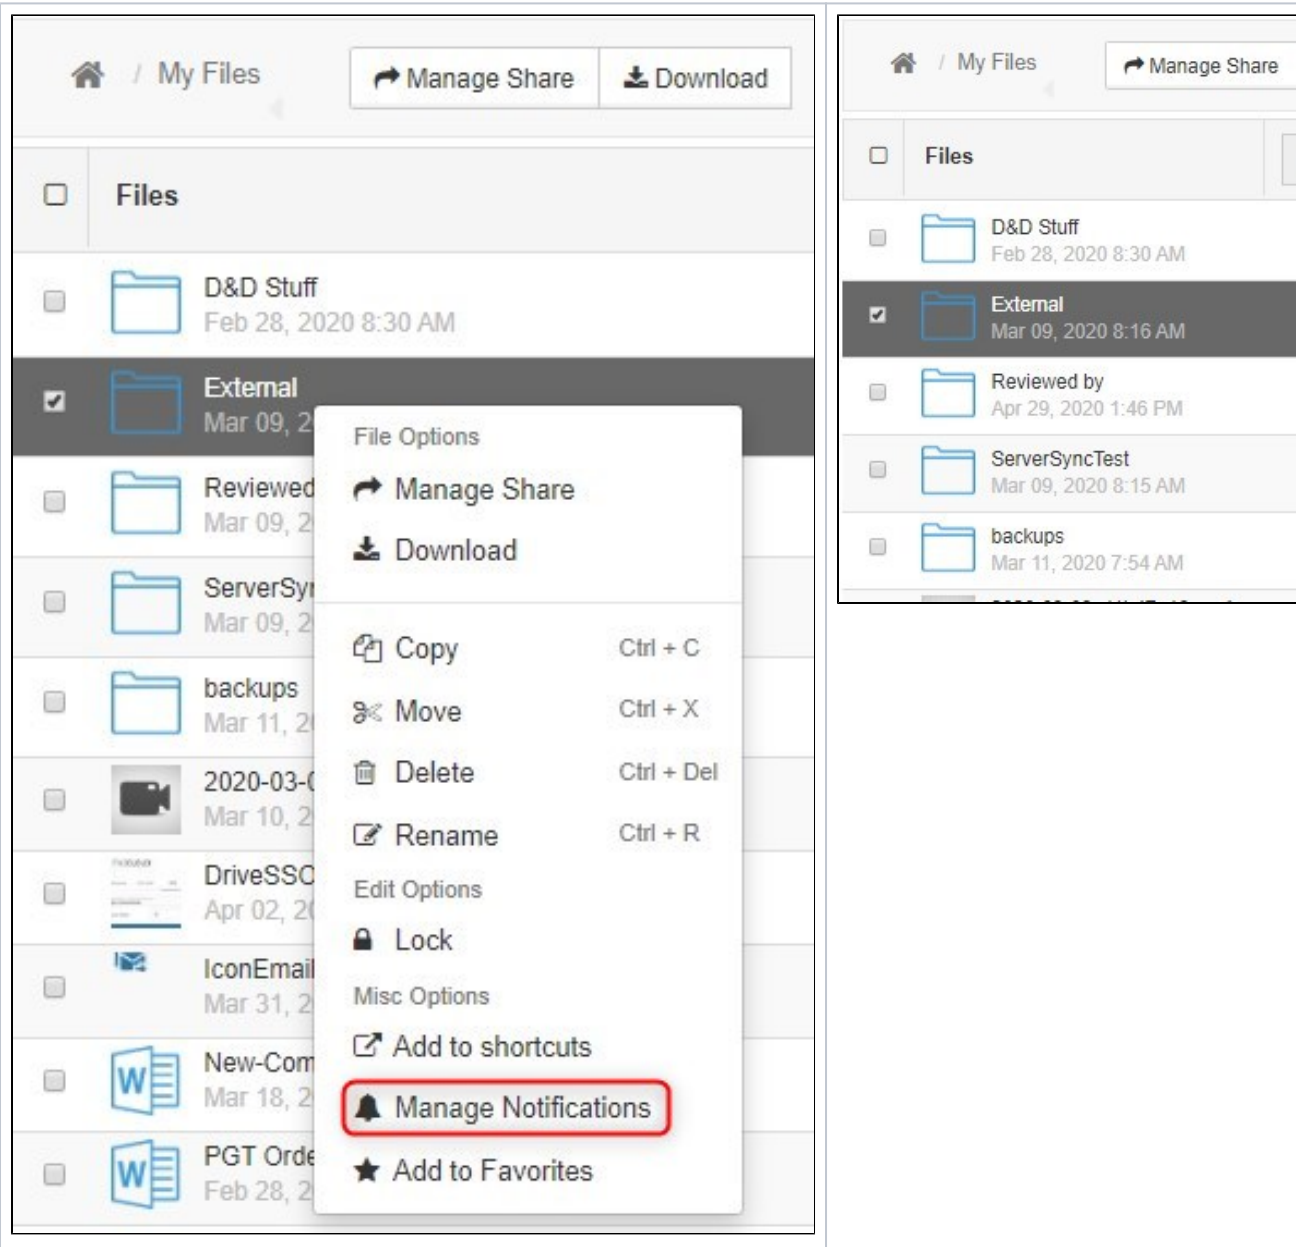 / My Files
Manage Share
Download
Files
D&D Stuff
Feb 28, 2020 8:30 AM
External
Mar 09, 2
File Options
Reviewed
Mar 09, 2
Manage Share
Download
ServerSy
Mar 09, 2
Copy Ctrl + C
backups
Mar 11, 2
Move Ctrl + X
2020-03-0
Mar 10, 2
Delete Ctrl + Del
Rename Ctrl + R
DriveSSO
Apr 02, 20
Edit Options
Lock
IconEmail
Mar 31, 2
Misc Options
Add to shortcuts
New-Com
Mar 18, 2
Manage Notifications
PGT Orde
Feb 28, 2
Add to Favorites
/ My Files
Manage Share
Files
D&D Stuff
Feb 28, 2020 8:30 AM
External
Mar 09, 2020 8:16 AM
Reviewed by
Apr 29, 2020 1:46 PM
ServerSyncTest
Mar 09, 2020 8:15 AM
backups
Mar 11, 2020 7:54 AM